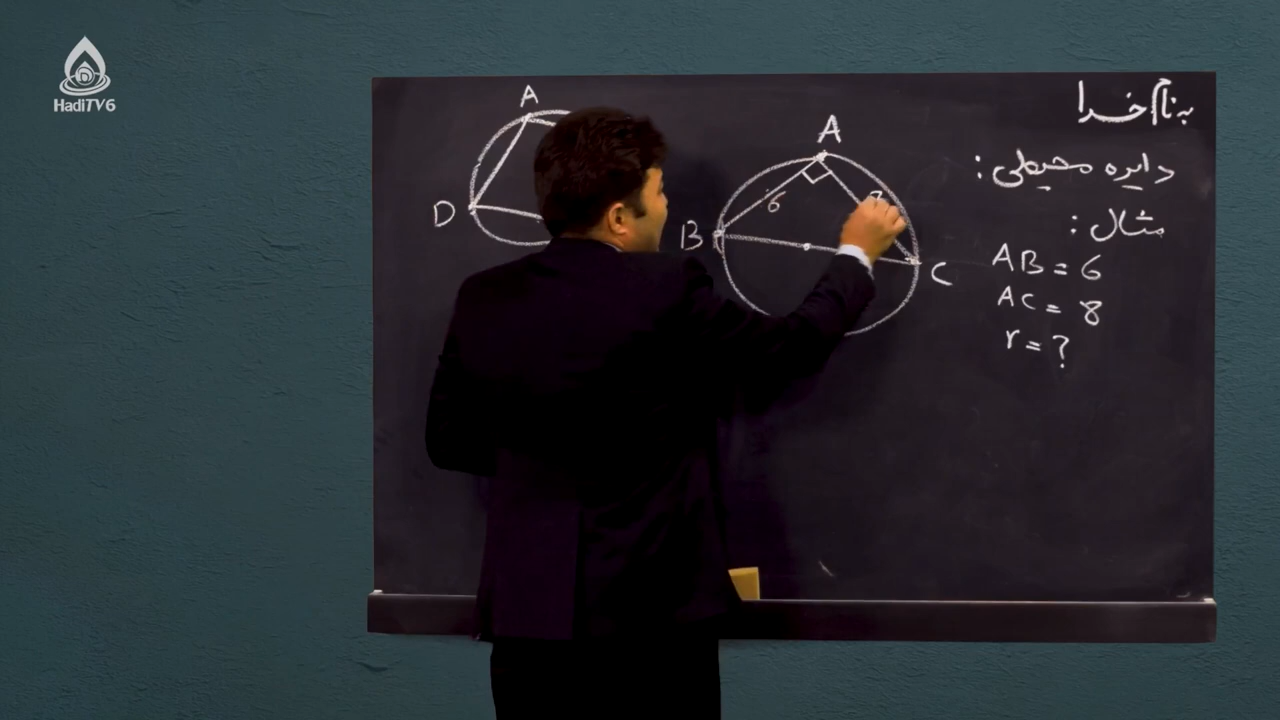 HadiTV6
به نام خدا
دایره محیطی :
مثال :
AB = 6
AC = 8
r = ?
A
D
A
B
6
C